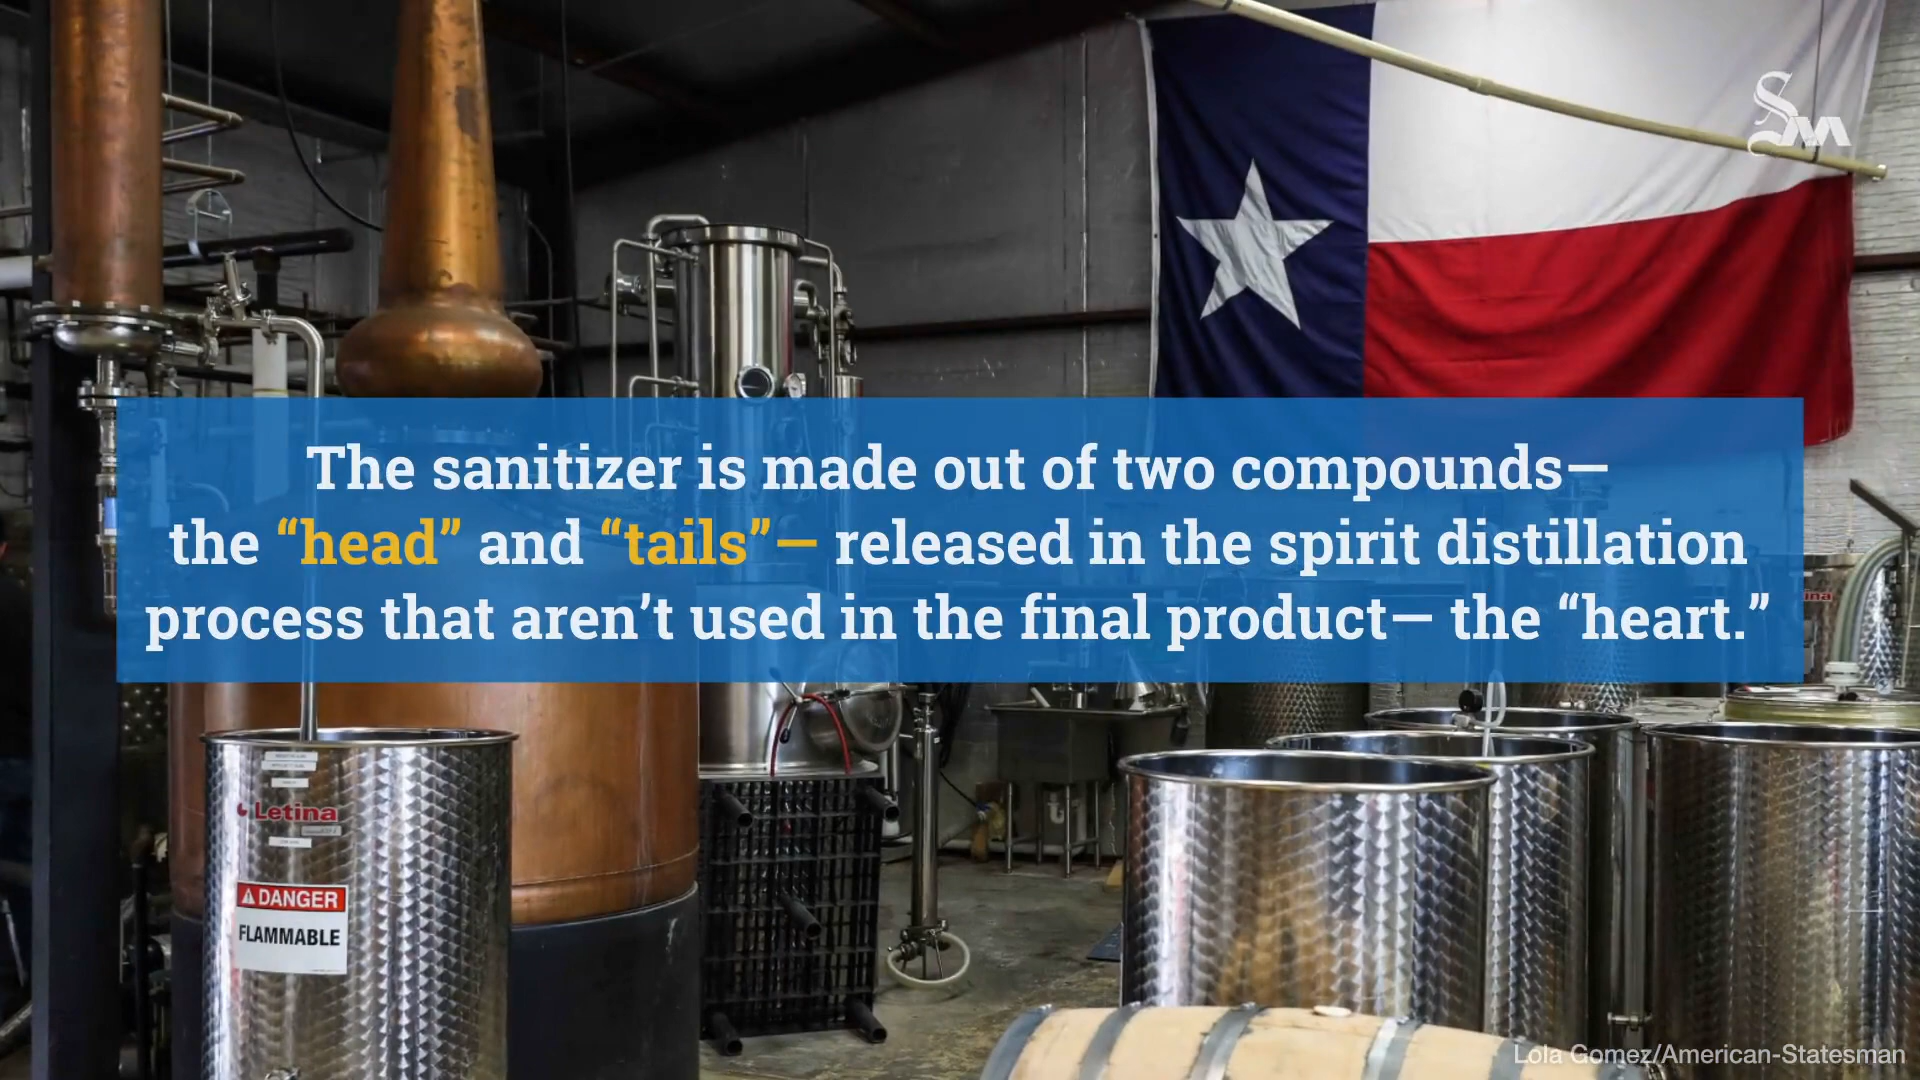 SM
The sanitizer is made out of two compounds—
the “head” and “tails”— released in the spirit distillation
process that aren’t used in the final product— the “heart.”
Letina
DANGER
FLAMMABLE
Lola Gomez/American-Statesman